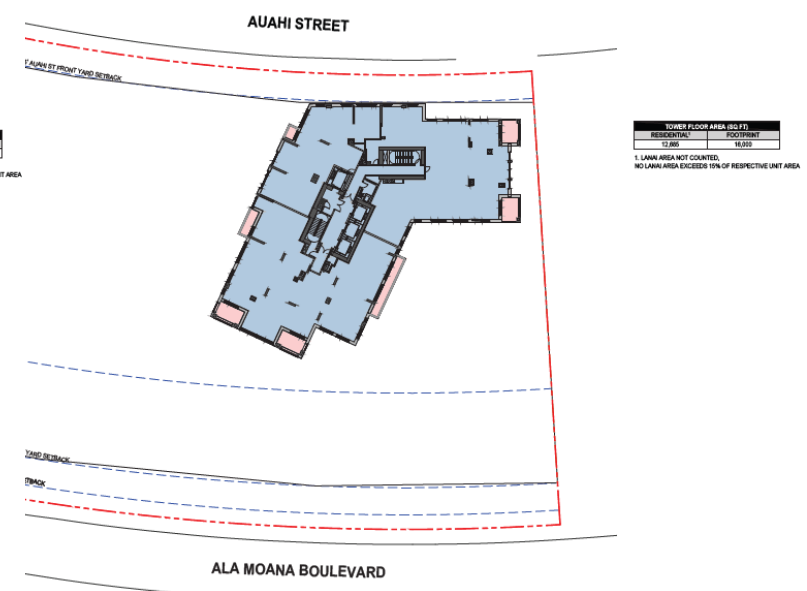 AUAHI STREET
AUAHI ST FRONT YARD SETBACK
TOWER FLOOR AREA (SQ FT)
RESIDENTIAL¹ FOOTPRINT
12,685 16,000
1. LANAI AREA NOT COUNTED,
NO LANAI AREA EXCEEDS 15% OF RESPECTIVE UNIT AREA
IT AREA
YARD SETBACK
TBACK
ALA MOANA BOULEVARD